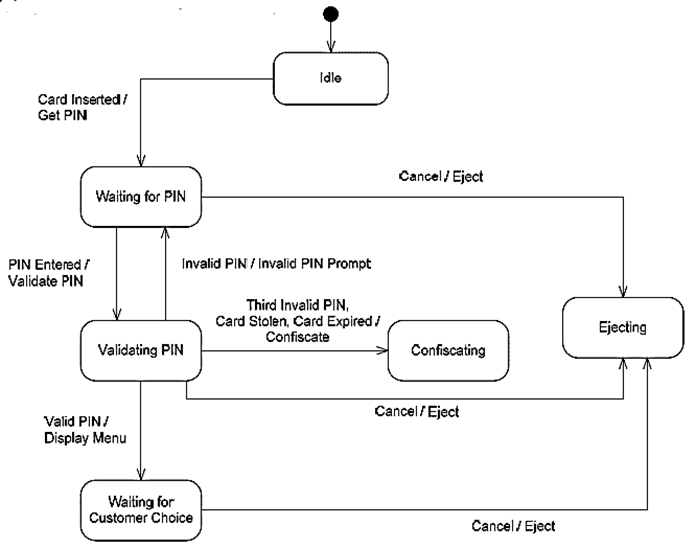 Idle
Card Inserted /
Get PIN
Waiting for PIN
Cancel / Eject
PIN Entered /
Validate PIN
Invalid PIN / Invalid PIN Prompt
Third Invalid PIN,
Card Stolen, Card Expired /
Confiscate
Ejecting
Validating PIN
Confiscating
Cancel / Eject
Valid PIN /
Display Menu
Waiting for
Customer Choice
Cancel / Eject